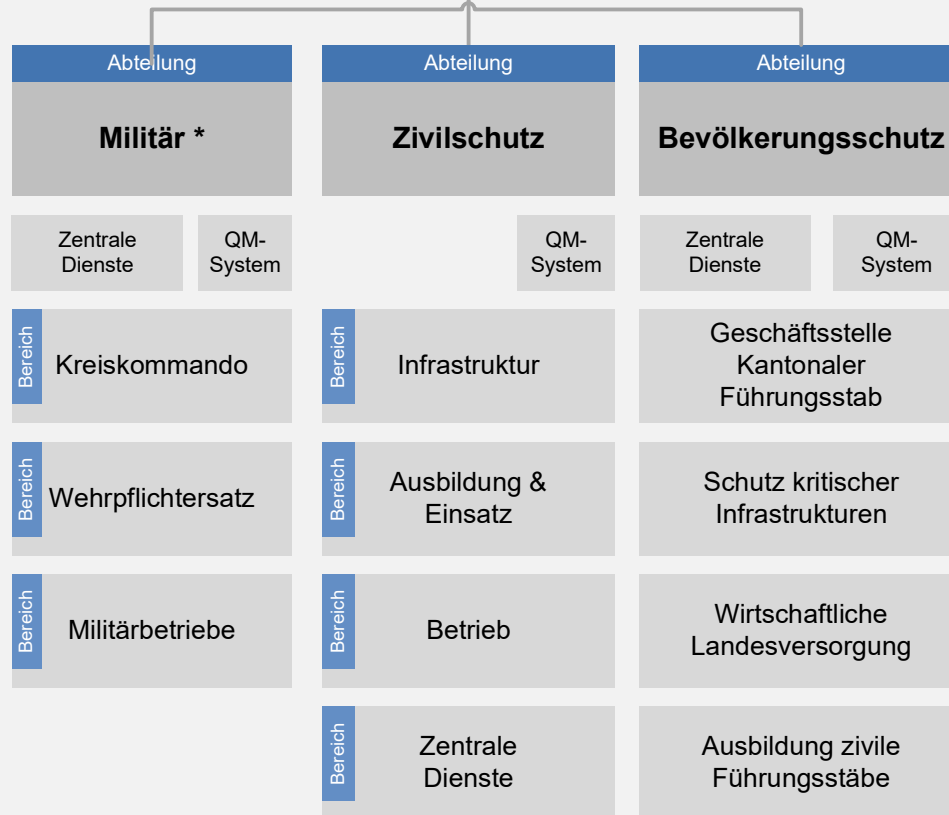 Abteilung
Abteilung
Abteilung
Militär *
Zivilschutz
Bevölkerungsschutz
Zentrale
Dienste
QM-
System
QM-
System
Zentrale
Dienste
QM-
System
Bereich
Kreiskommando
Bereich
Infrastruktur
Geschäftsstelle
Kantonaler
Führungsstab
Bereich
Wehrpflichtersatz
Bereich
Ausbildung &
Einsatz
Schutz kritischer
Infrastrukturen
Bereich
Militärbetriebe
Bereich
Betrieb
Wirtschaftliche
Landesversorgung
Bereich
Zentrale
Dienste
Ausbildung zivile
Führungsstäbe